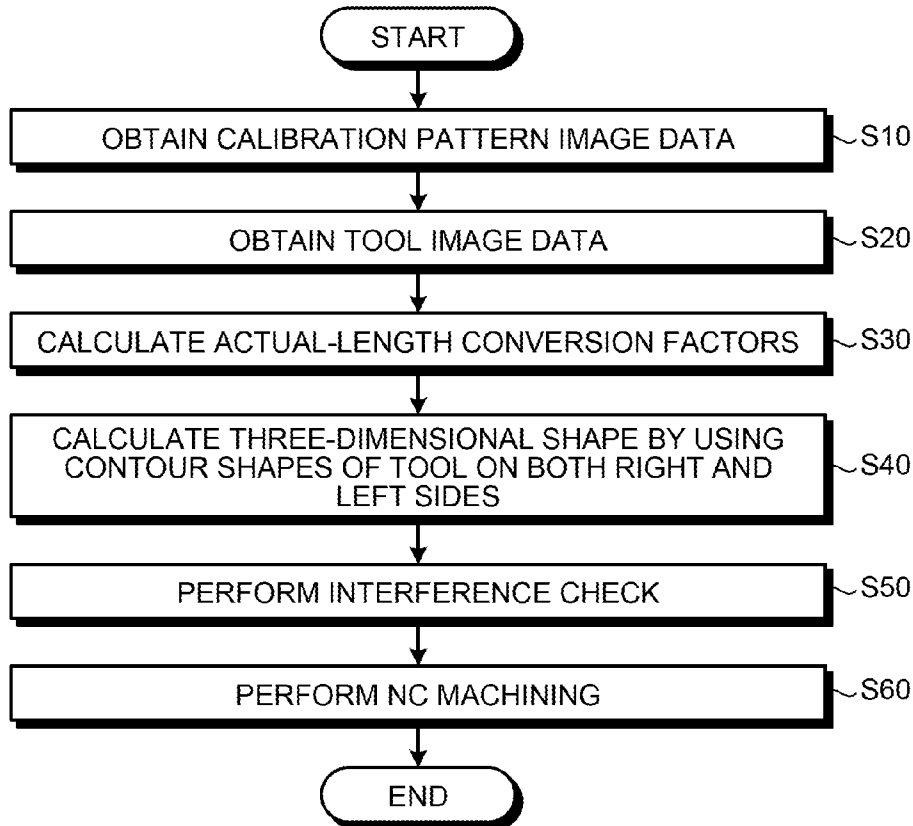 START
OBTAIN CALIBRATION PATTERN IMAGE DATA
S10
OBTAIN TOOL IMAGE DATA
S20
CALCULATE ACTUAL-LENGTH CONVERSION FACTORS
S30
CALCULATE THREE-DIMENSIONAL SHAPE BY USING
CONTOUR SHAPES OF TOOL ON BOTH RIGHT AND
LEFT SIDES
S40
PERFORM INTERFERENCE CHECK
S50
PERFORM NC MACHINING
S60
END